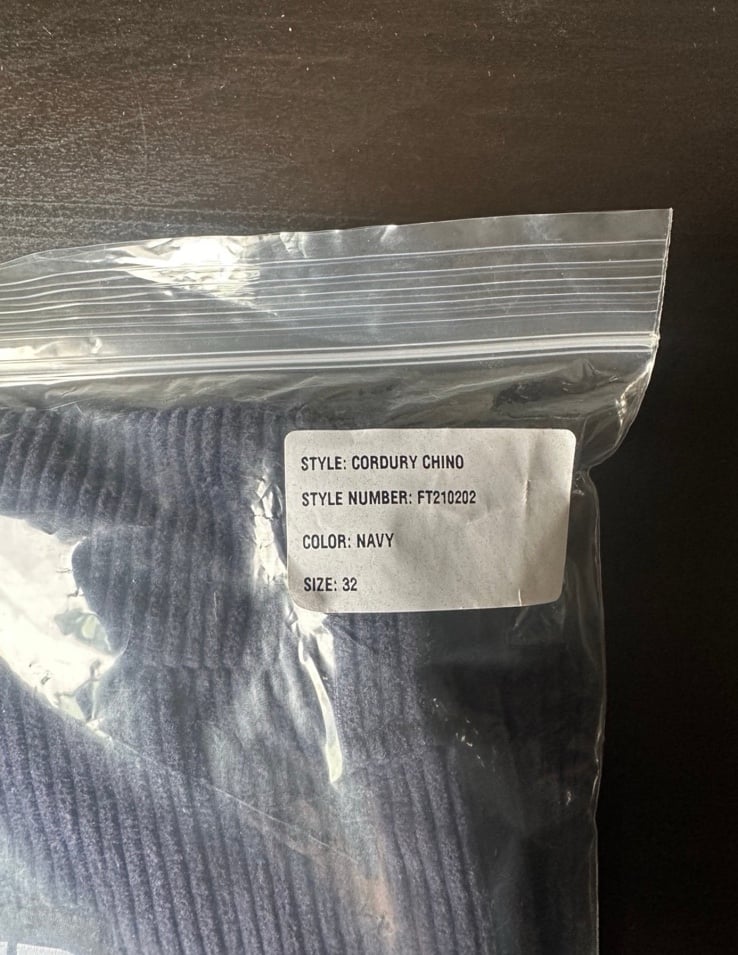 STYLE: CORDURY CHINO
STYLE NUMBER: FT210202
COLOR: NAVY
SIZE: 32